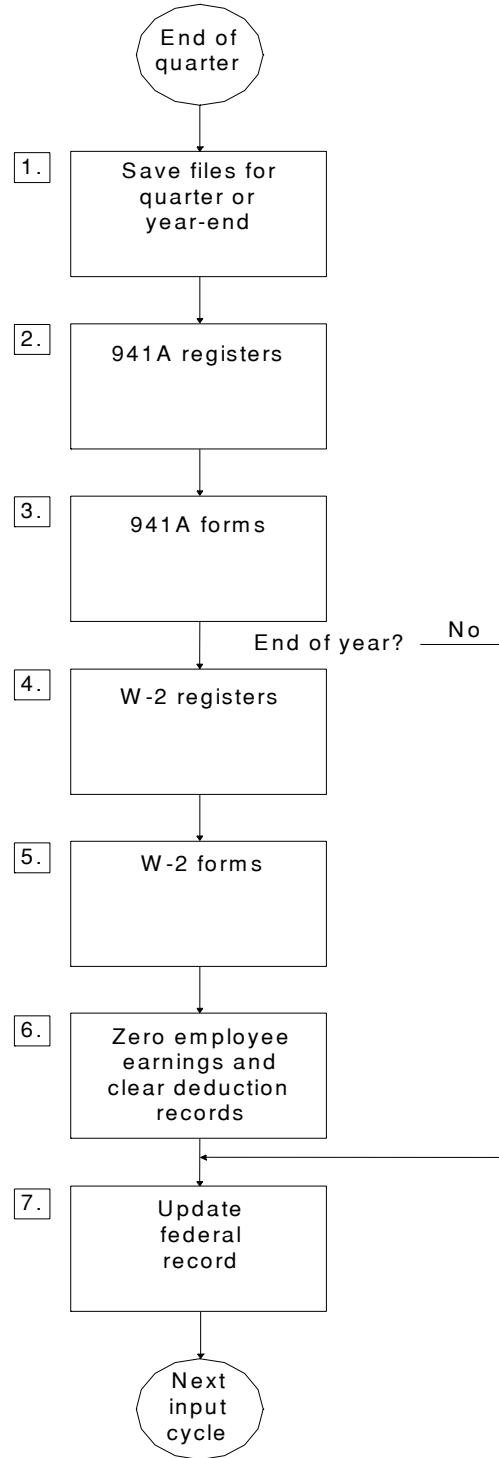 End of
quarter
1.
Save files for
quarter or
year-end
2.
941A registers
3.
941A forms
End of year?
No
4.
W-2 registers
5.
W-2 forms
6.
Zero employee
earnings and
clear deduction
records
7.
Update
federal
record
Next
input
cycle